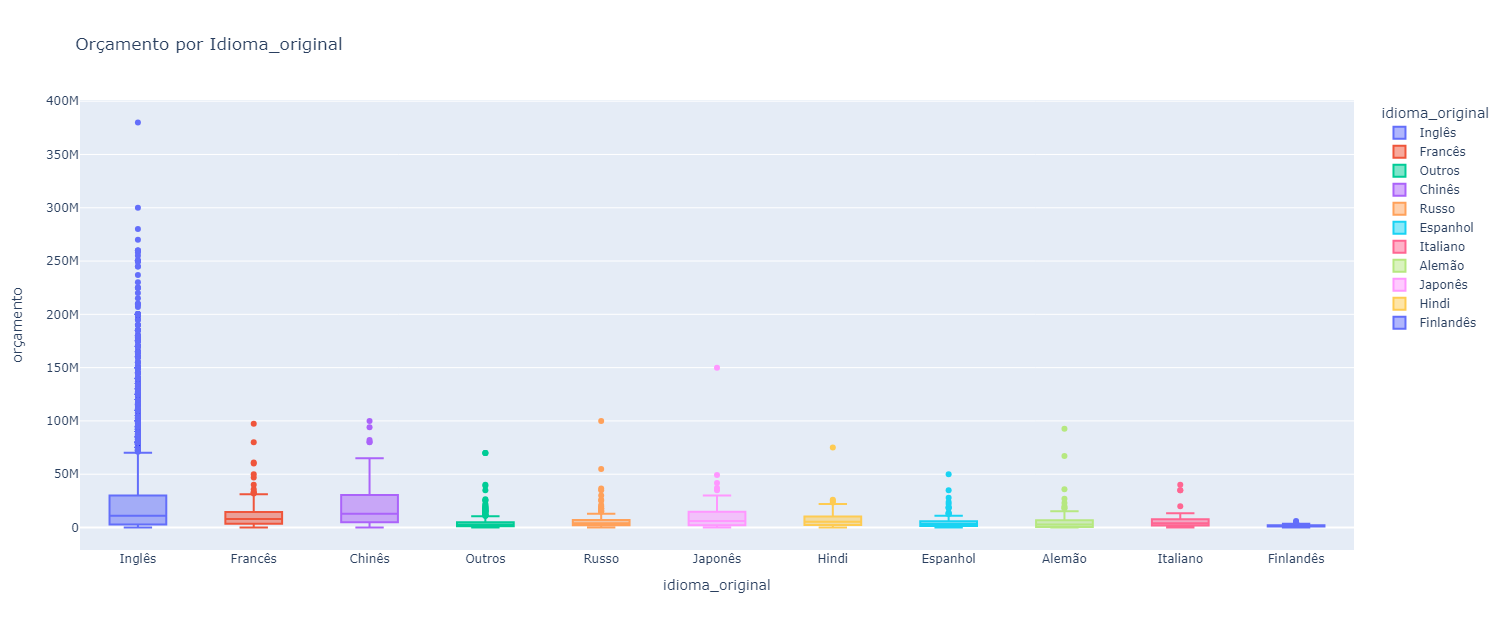 Orçamento por Idioma_original
400M
350M
300M
250M
200M
150M
100M
50M
0
orçamento
Inglês
Francês
Chinês
Outros
Russo
Japonês
Hindi
Espanhol
Alemão
Italiano
Finlandês
idioma_original
idioma_original
Inglês
Francês
Outros
Chinês
Russo
Espanhol
Italiano
Alemão
Japonês
Hindi
Finlandês